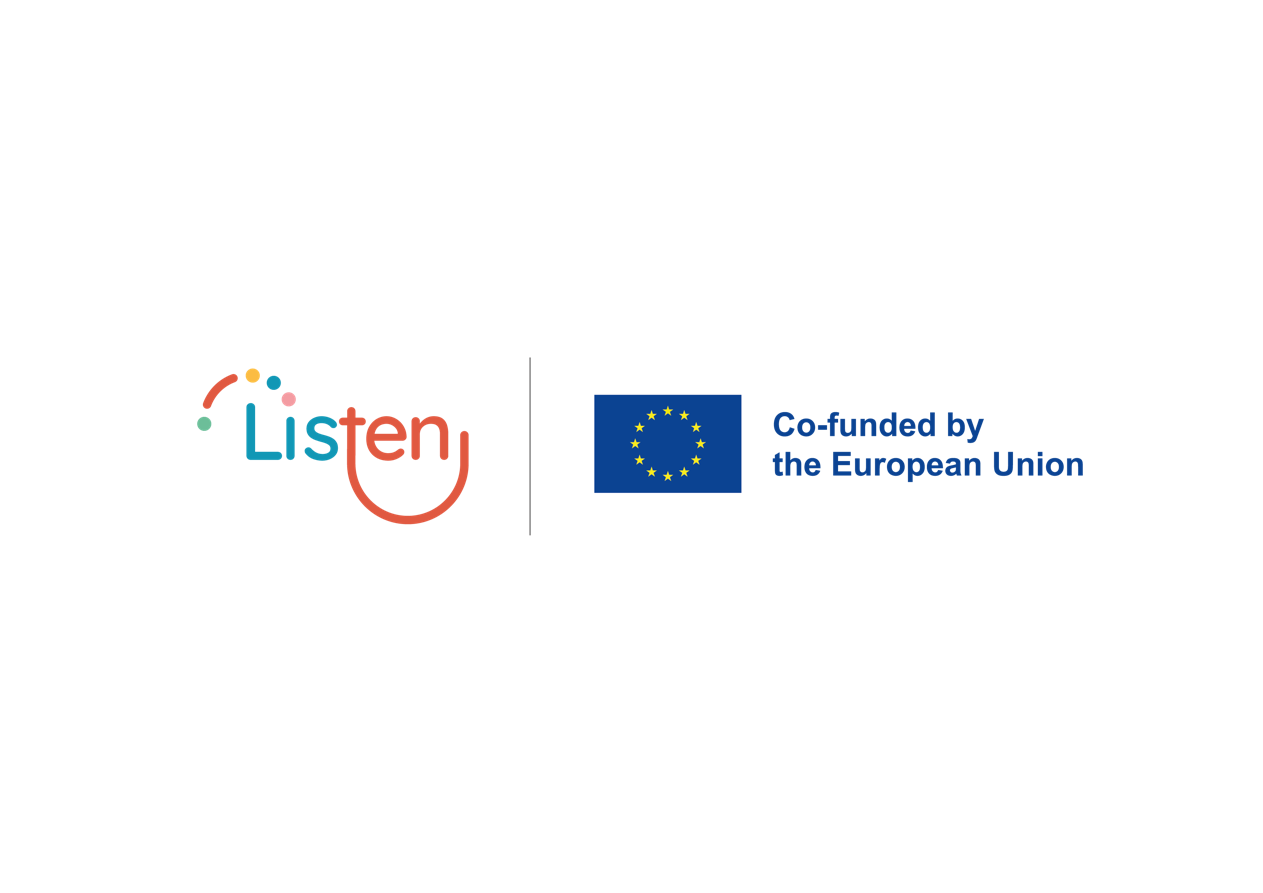 Listen
Co-funded by
the European Union